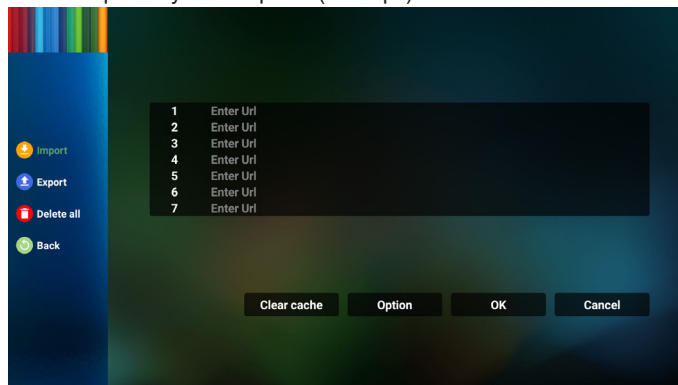 1 Enter Url
2 Enter Url
3 Enter Url
4 Enter Url
5 Enter Url
6 Enter Url
7 Enter Url
Import
Export
Delete all
Back
Clear cache Option OK Cancel